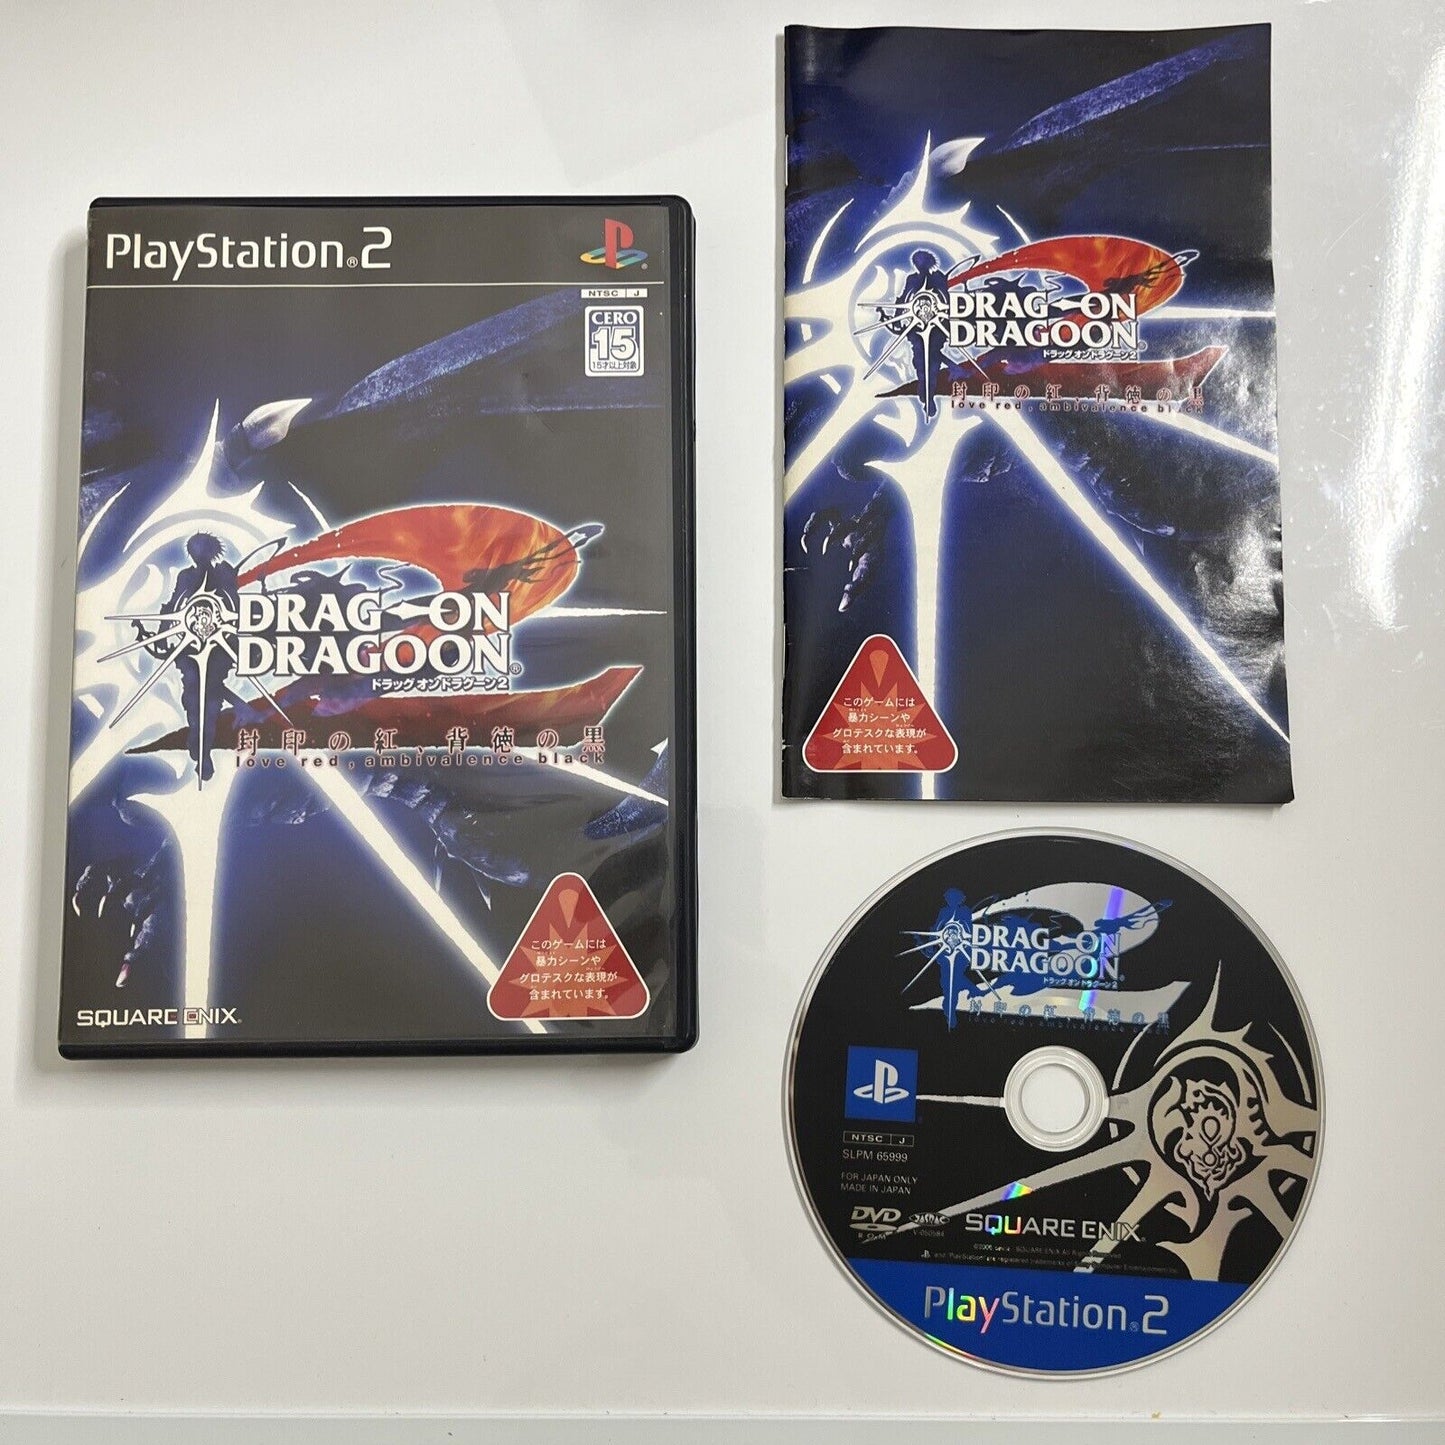 PlayStation®2
NTSC J
CERO
15
15才以上対象
DRAG-ON
DRAGOON®
ドラッグ オン ドラグーン2
封印の紅、背徳の黒
love red, ambivalence black
このゲームには
暴力シーンや
グロテスクな表現が
含まれています。
SQUARE ENIX®
DRAG-ON
DRAGOON®
ドラッグ オン ドラグーン2
封印の紅、背徳の黒
love red, ambivalence black
このゲームには
暴力シーンや
グロテスクな表現が
含まれています。
DRAG-ON
DRAGOON®
ドラッグ オン ドラグーン2
封印の紅、背徳の黒
love red, ambivalence black
NTSC J
SLPM 65999
FOR JAPAN ONLY
MADE IN JAPAN
DVD
ROM
JASRAC
SQUARE ENIX®
PlayStation®2